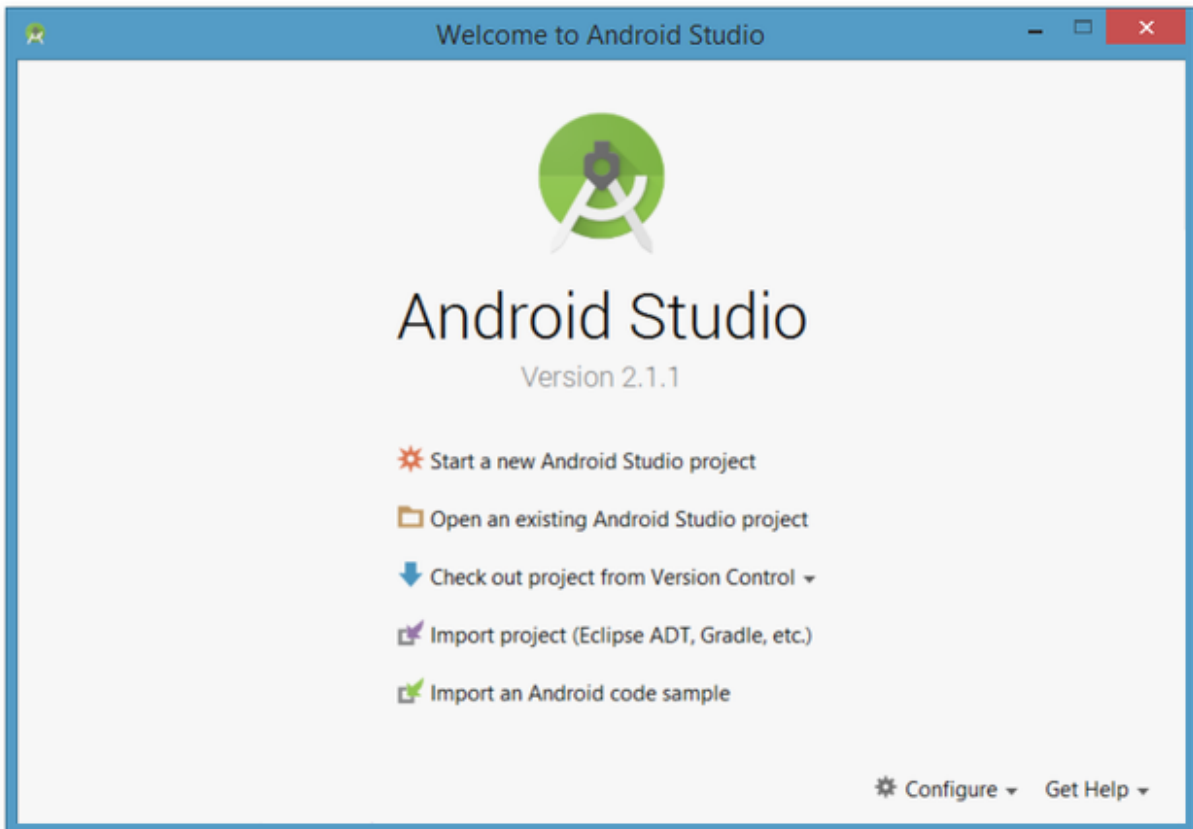 Welcome to Android Studio
Android Studio
Version 2.1.1
Start a new Android Studio project
Open an existing Android Studio project
Check out project from Version Control
Import project (Eclipse ADT, Gradle, etc.)
Import an Android code sample
Configure Get Help